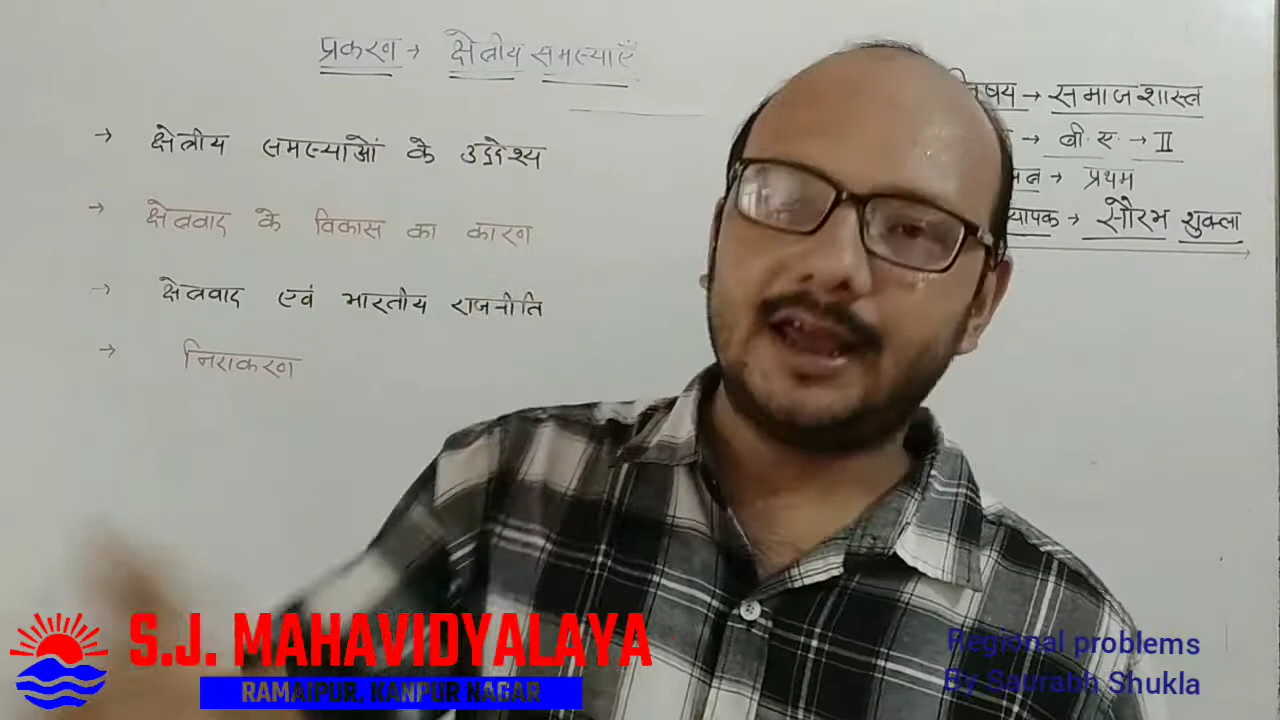 प्रकरण → क्षेत्रीय समस्याएँ
→ क्षेत्रीय समस्याओं के उद्देश्य
→ क्षेत्रवाद के विकास का कारण
→ क्षेत्रवाद एवं भारतीय राजनीति
→ निराकरण
विषय → समाजशास्त्र
→ बी.ए. → II
→ प्रथम
→ सौरभ शुक्ला
S.J. MAHAVIDYALAYA
RAMAIPUR, KANPUR NAGAR
Regional problems
By Saurabh Shukla